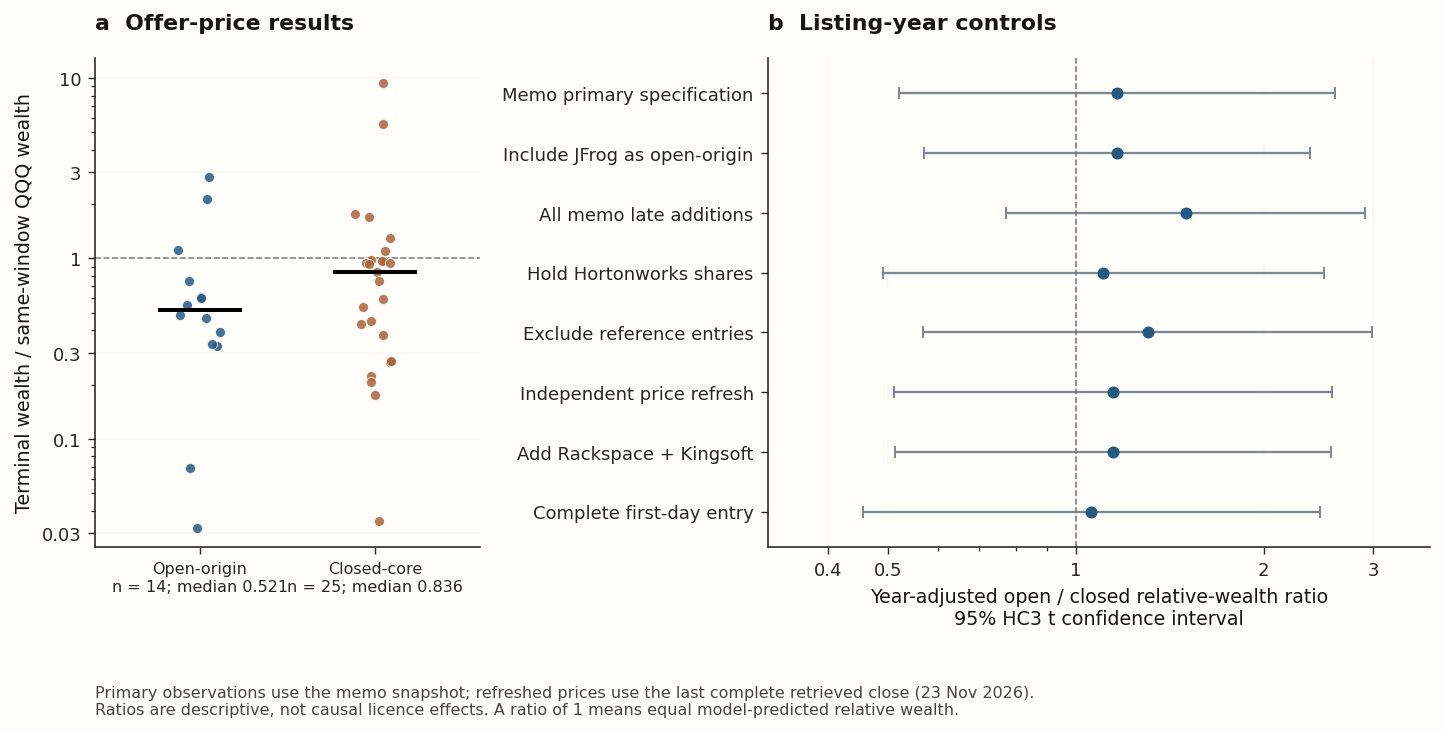 a  Offer-price results
Terminal wealth / same-window QQQ wealth
10
3
1
0.3
0.1
0.03
Open-origin
n = 14; median 0.521
Closed-core
n = 25; median 0.836
b  Listing-year controls
Memo primary specification
Include JFrog as open-origin
All memo late additions
Hold Hortonworks shares
Exclude reference entries
Independent price refresh
Add Rackspace + Kingsoft
Complete first-day entry
0.4
0.5
1
2
3
Year-adjusted open / closed relative-wealth ratio
95% HC3 t confidence interval
Primary observations use the memo snapshot; refreshed prices use the last complete retrieved close (23 Nov 2026).
Ratios are descriptive, not causal licence effects. A ratio of 1 means equal model-predicted relative wealth.